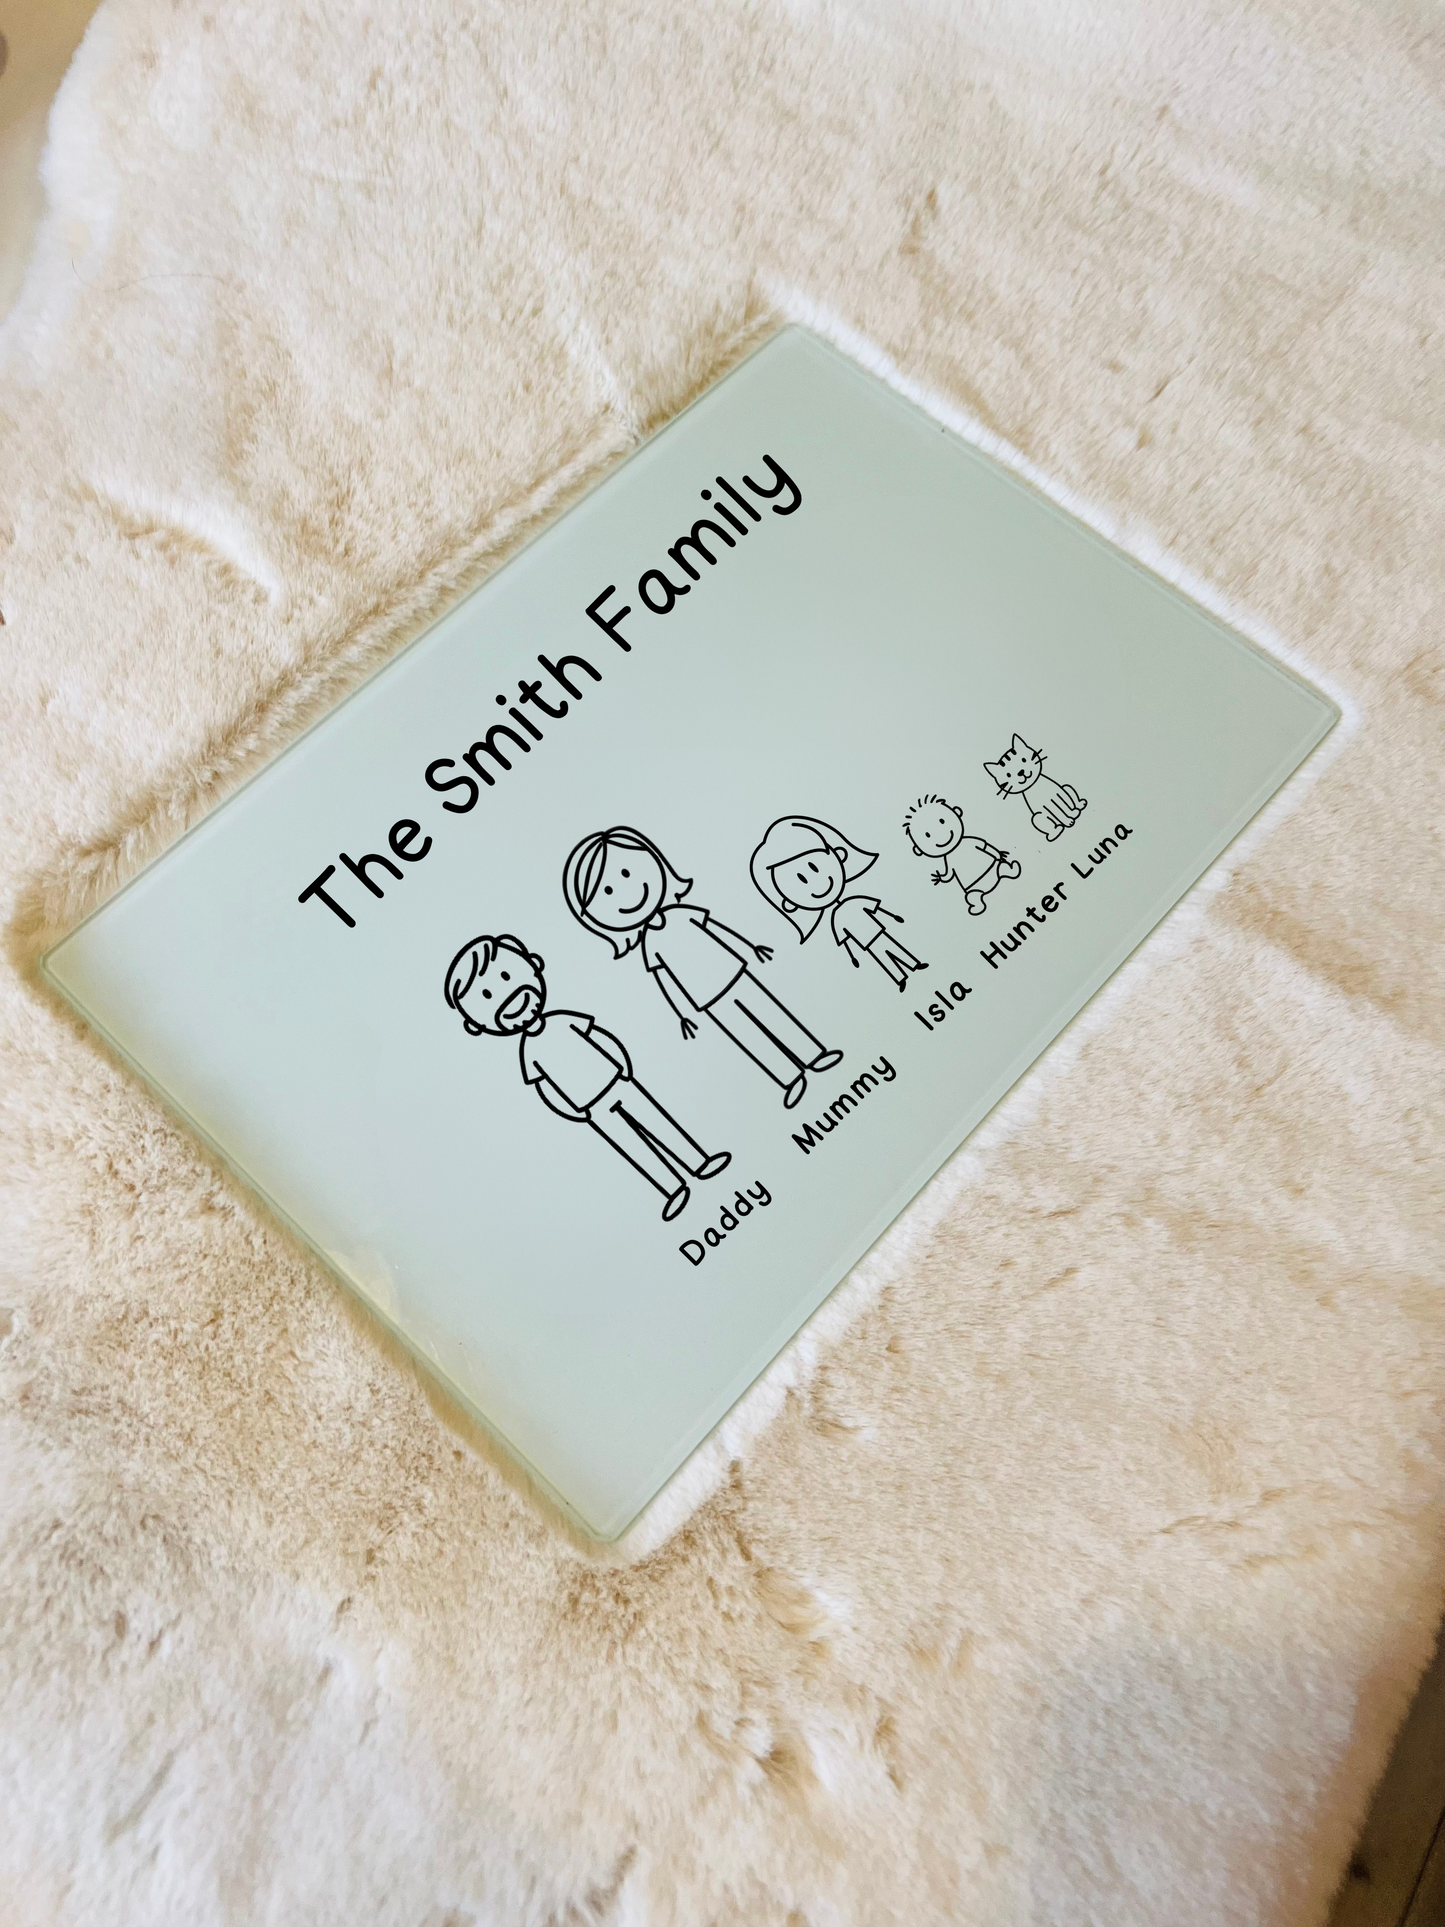 The Smith Family
Daddy Mummy Isla Hunter Luna